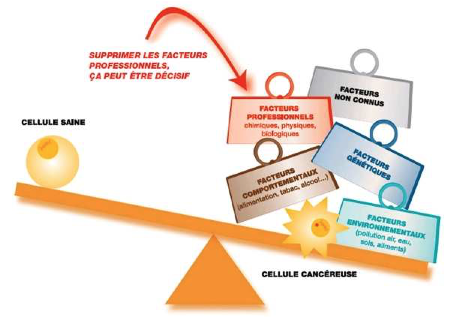 SUPPRIMER LES FACTEURS
PROFESSIONNELS,
ÇA PEUT ÊTRE DÉCISIF
FACTEURS
NON CONNUS
FACTEURS
PROFESSIONNELS
chimiques, physiques,
biologiques
CELLULE SAINE
FACTEURS
GÉNÉTIQUES
FACTEURS
COMPORTEMENTAUX
(alimentation, tabac, alcool...)
FACTEURS
ENVIRONNEMENTAUX
(pollution air, eau,
sols, aliments)
CELLULE CANCÉREUSE